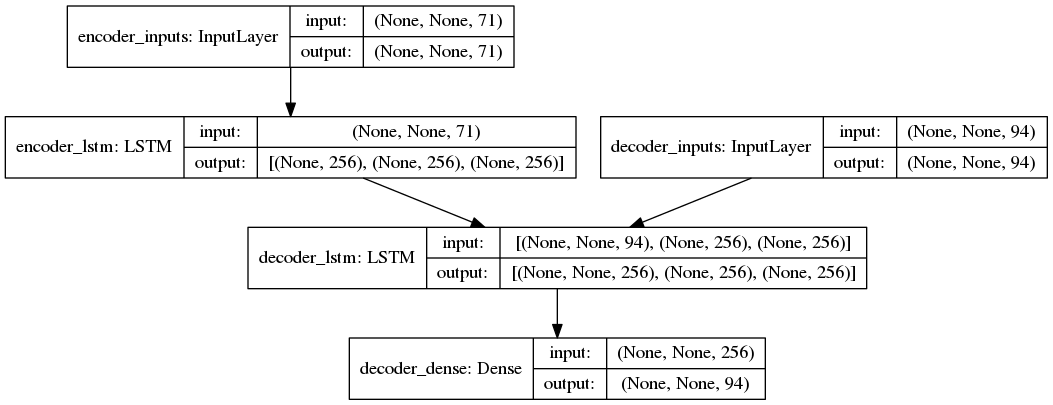 encoder_inputs: InputLayer
input: (None, None, 71)
output: (None, None, 71)
encoder_lstm: LSTM
input: (None, None, 71)
output: [(None, 256), (None, 256), (None, 256)]
decoder_inputs: InputLayer
input: (None, None, 94)
output: (None, None, 94)
decoder_lstm: LSTM
input: [(None, None, 94), (None, 256), (None, 256)]
output: [(None, None, 256), (None, 256), (None, 256)]
decoder_dense: Dense
input: (None, None, 256)
output: (None, None, 94)